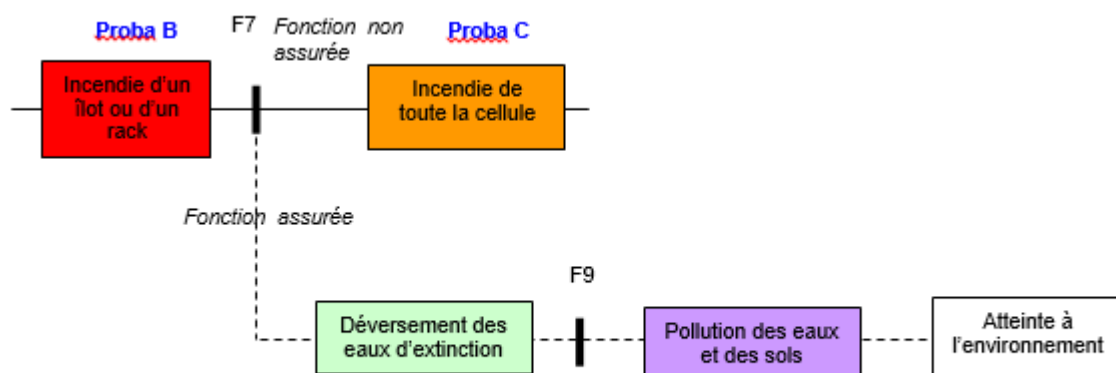 Proba B
F7
Fonction non
assurée
Proba C
Incendie d'un
îlot ou d'un
rack
Incendie de
toute la cellule
Fonction assurée
F9
Déversement des
eaux d'extinction
Pollution des eaux
et des sols
Atteinte à
l'environnement